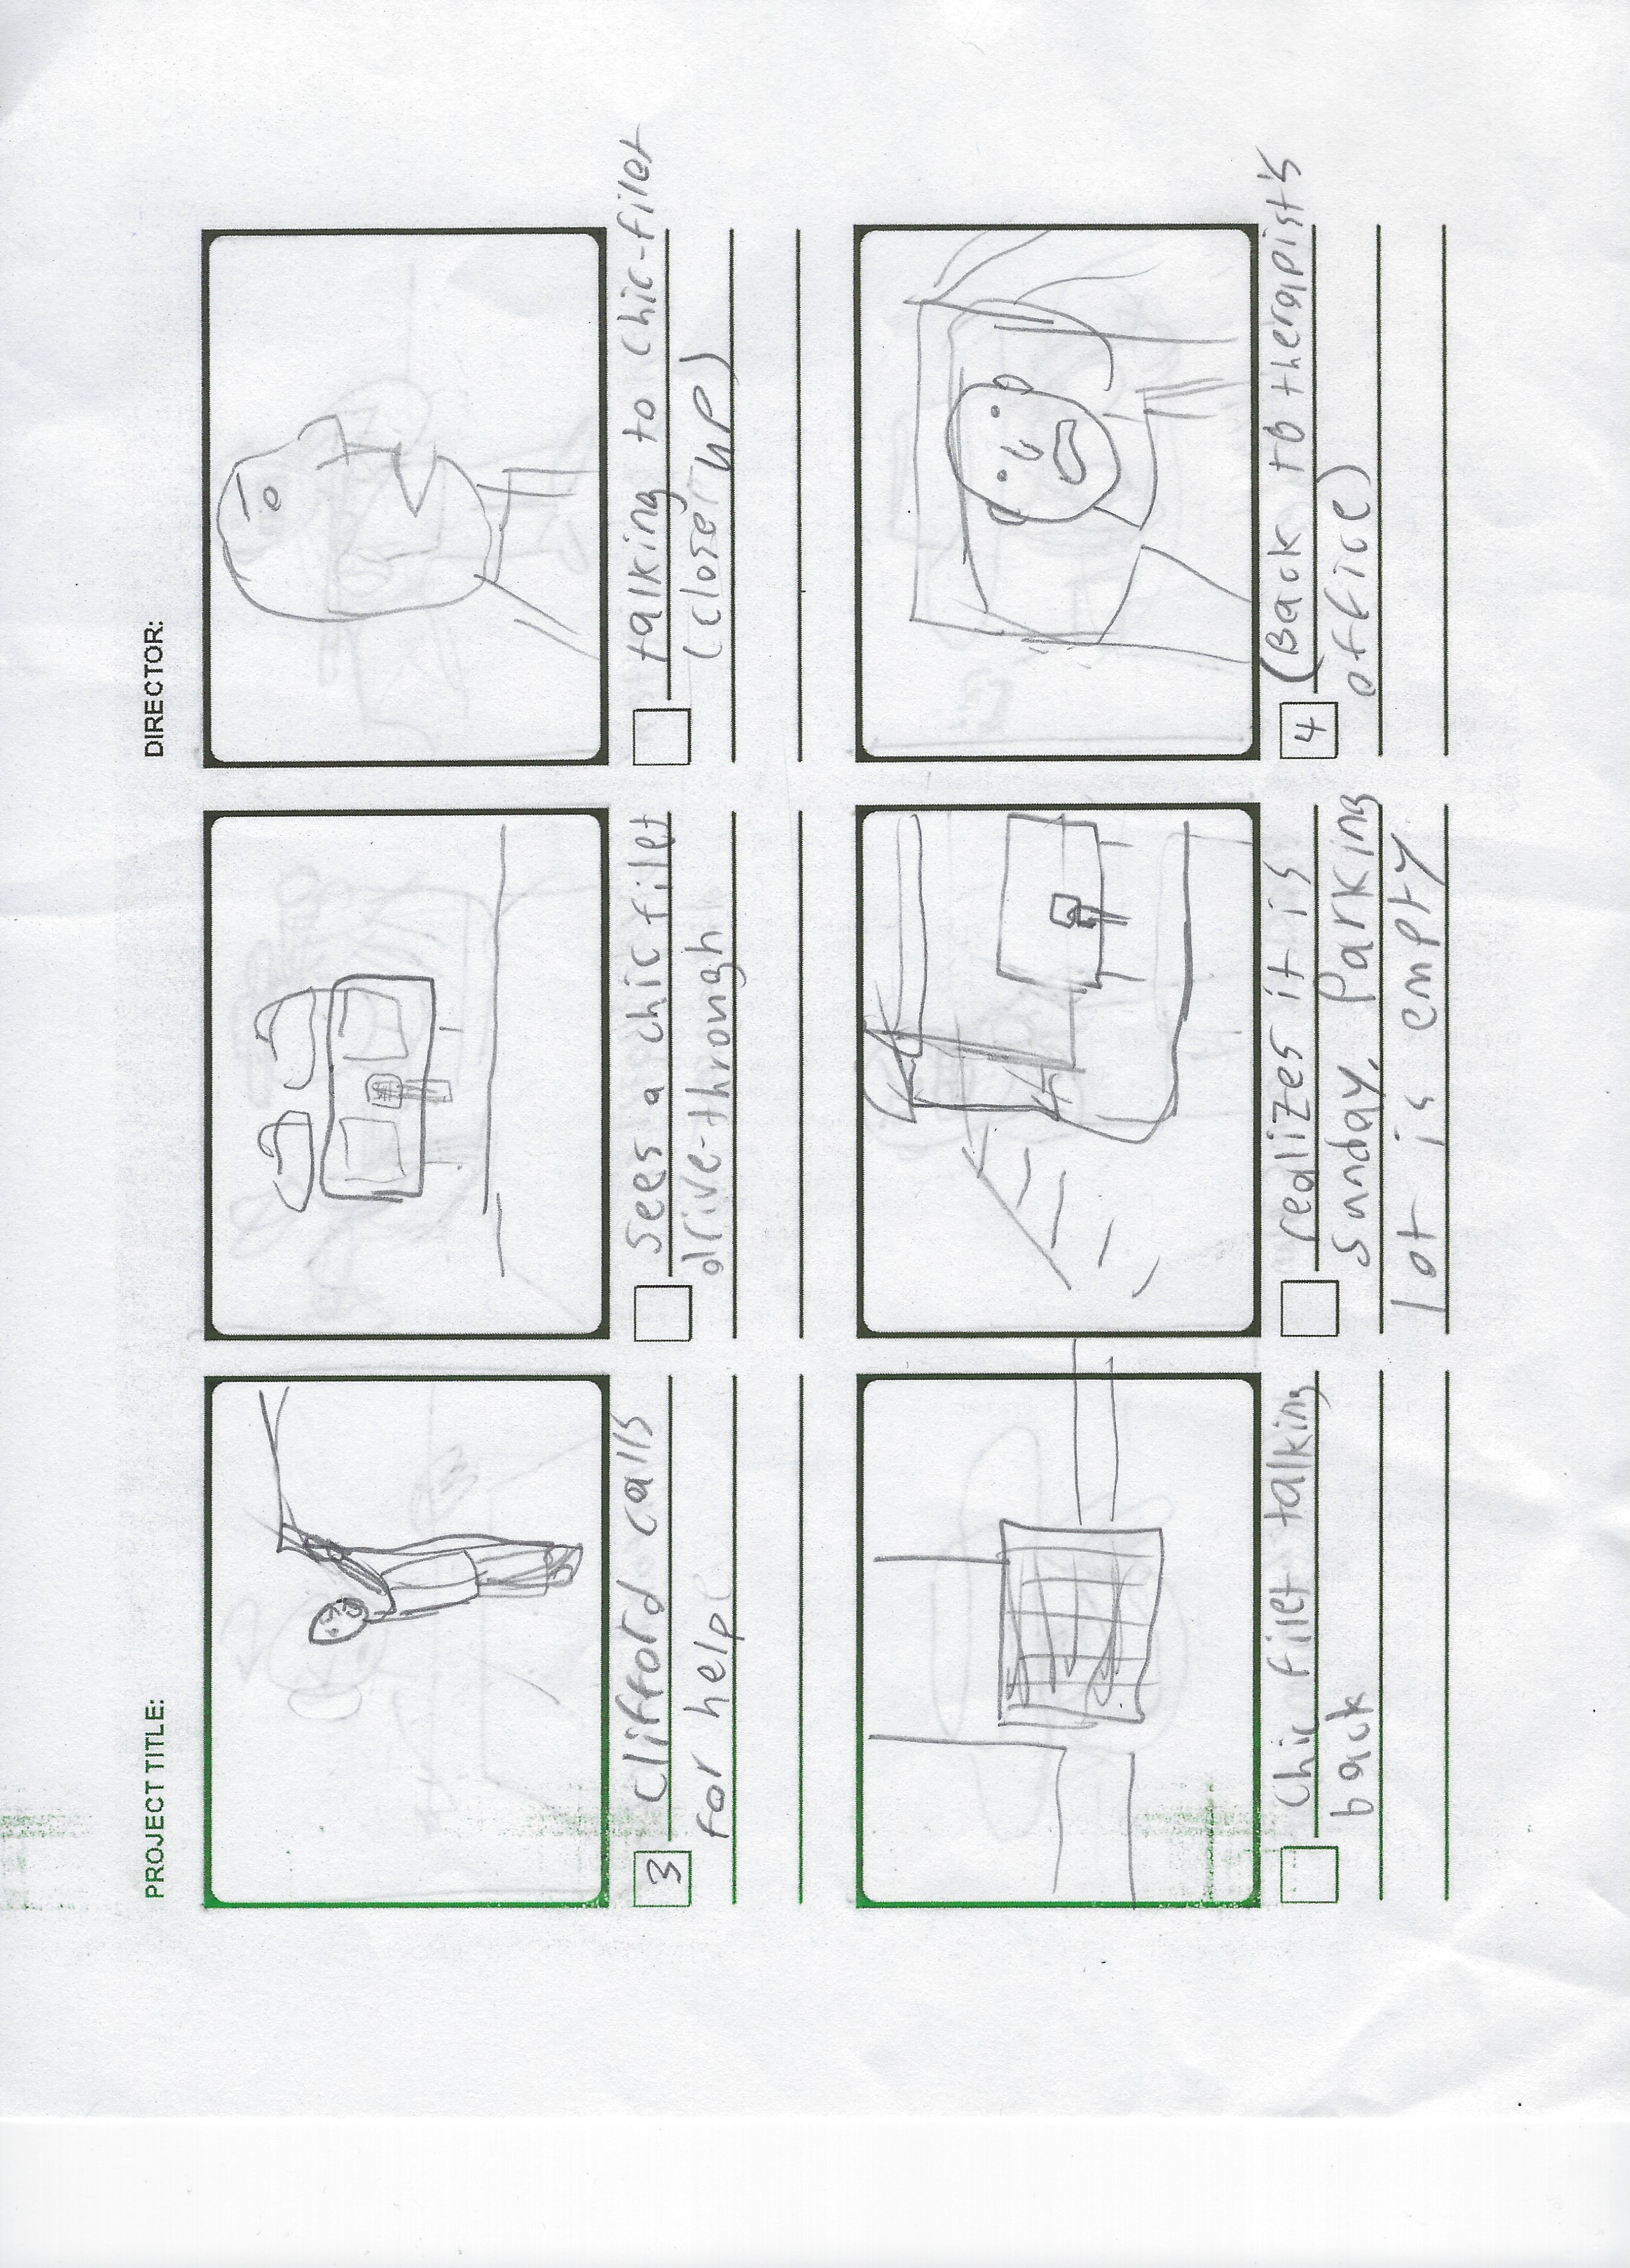 PROJECT TITLE:
DIRECTOR:
3
Clifford calls
for help
Sees a chic filet
drive-through
talking to chic-filet
(closer up)
Chic filet talking
back
realizes it is
sunday. Parking
lot is empty
4
(Back to therapist's
office)